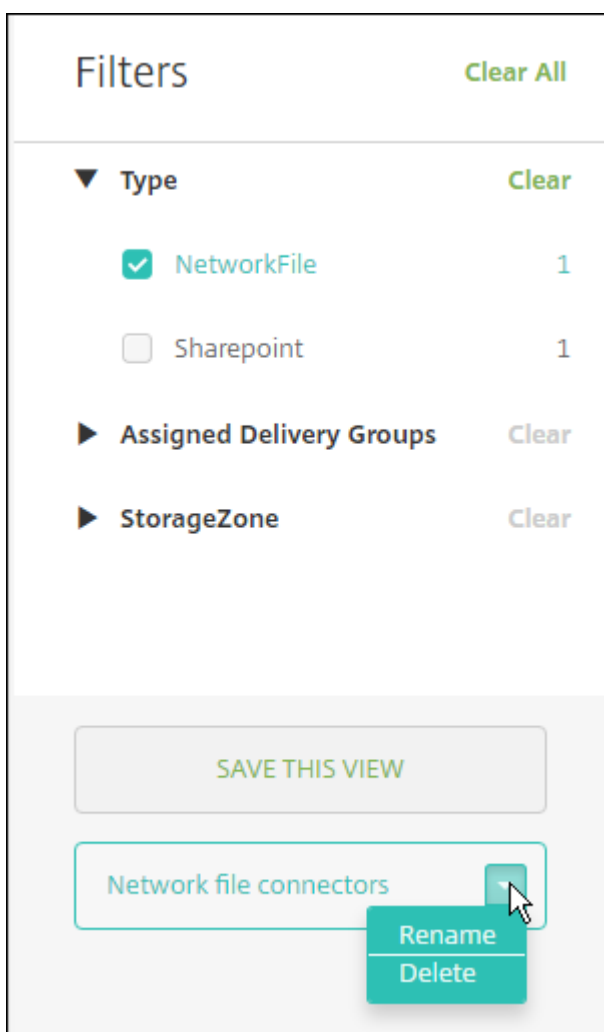 Filters Clear All
Type Clear
NetworkFile 1
Sharepoint 1
Assigned Delivery Groups Clear
StorageZone Clear
SAVE THIS VIEW
Network file connectors
Rename
Delete